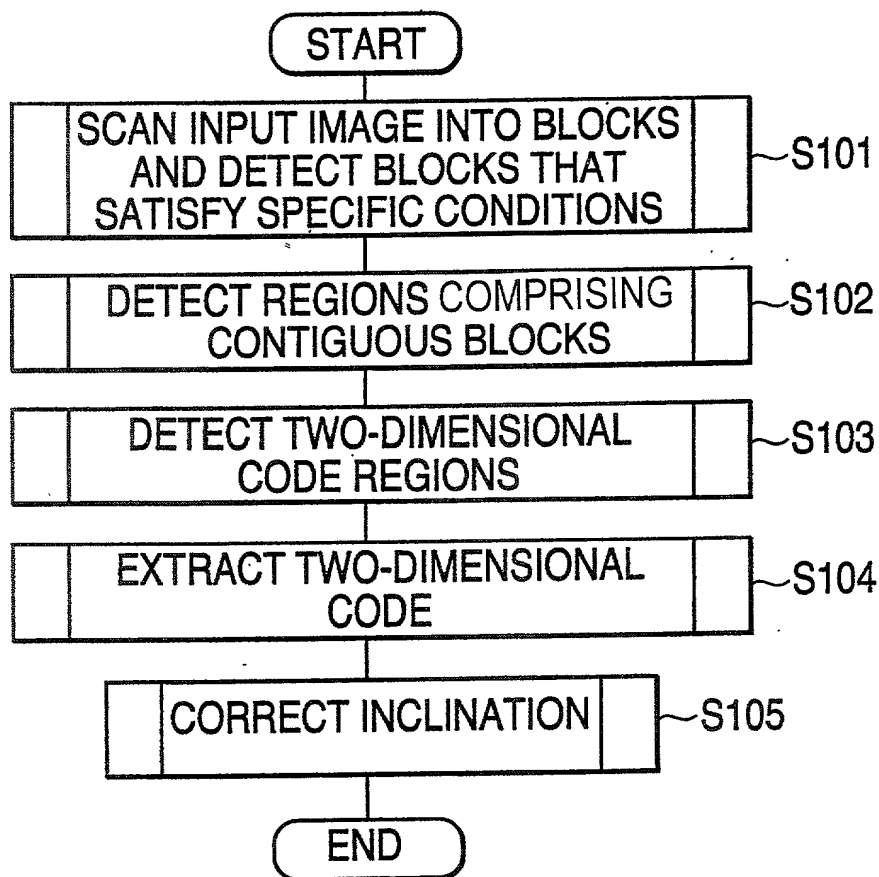 START
SCAN INPUT IMAGE INTO BLOCKS
AND DETECT BLOCKS THAT
SATISFY SPECIFIC CONDITIONS
S101
DETECT REGIONS COMPRISING
CONTIGUOUS BLOCKS
S102
DETECT TWO-DIMENSIONAL
CODE REGIONS
S103
EXTRACT TWO-DIMENSIONAL
CODE
S104
CORRECT INCLINATION
S105
END